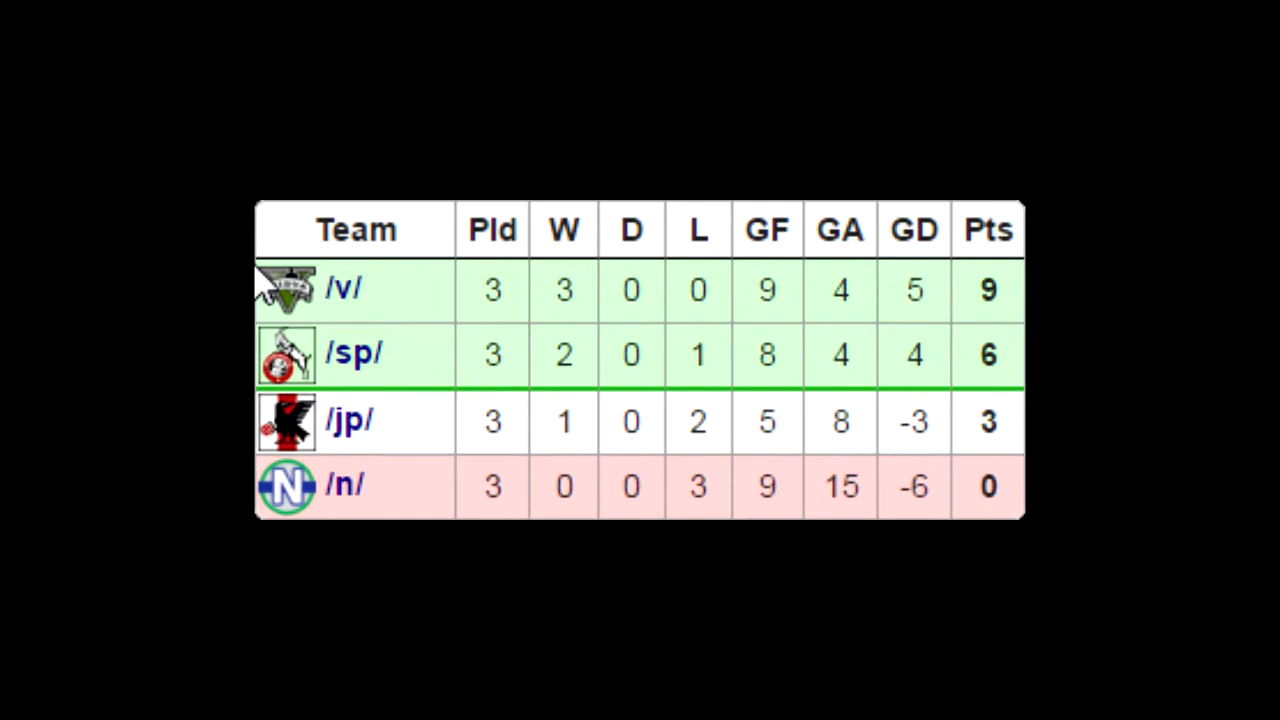 Team Pld W D L GF GA GD Pts
/v/ 3 3 0 0 9 4 5 9
/sp/ 3 2 0 1 8 4 4 6
/jp/ 3 1 0 2 5 8 -3 3
N /n/ 3 0 0 3 9 15 -6 0